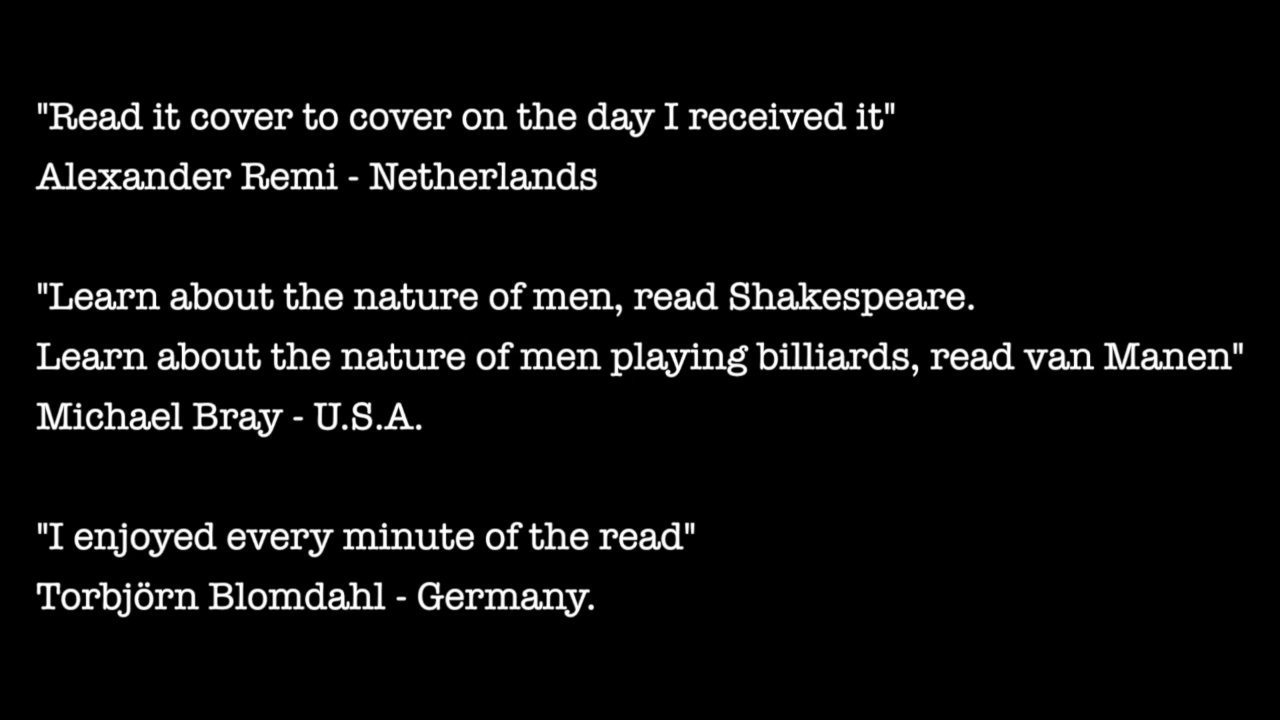 "Read it cover to cover on the day I received it"
Alexander Remi - Netherlands
"Learn about the nature of men, read Shakespeare.
Learn about the nature of men playing billiards, read van Manen"
Michael Bray - U.S.A.
"I enjoyed every minute of the read"
Torbjörn Blomdahl - Germany.